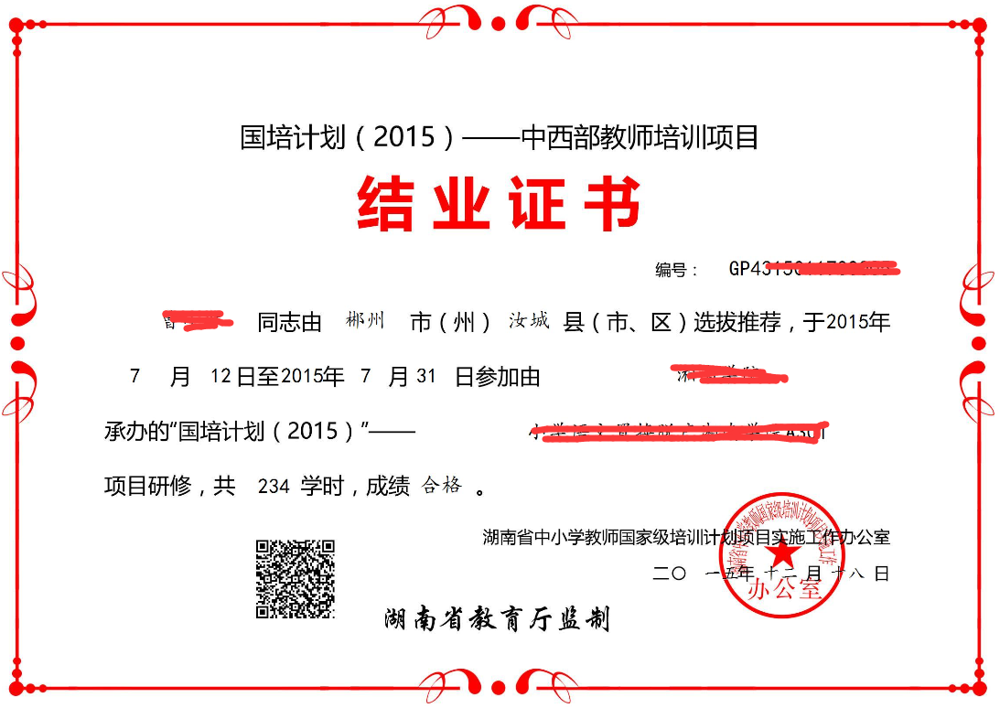 国培计划（2015）——中西部教师培训项目
结业证书
编号： GP43
同志由 郴州 市（州） 汝城 县（市、区）选拔推荐，于2015年
7 月 12日至2015年 7 月31 日参加由
承办的“国培计划（2015）”——
项目研修，共 234 学时，成绩 合格 。
湖南省中小学教师国家级培训计划项目实施工作办公室
二〇 一五年 十二 月 十八 日
办公室
湖南省教育厅监制